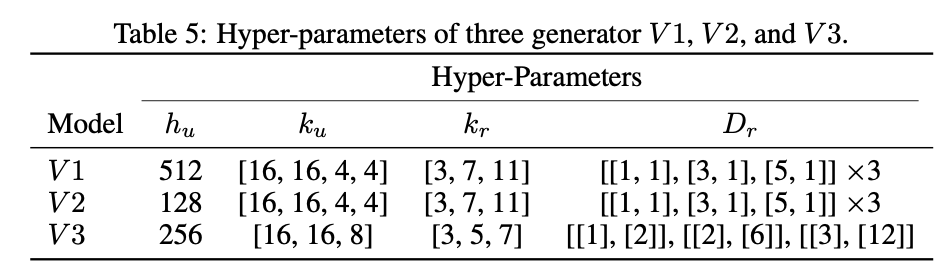 Table 5: Hyper-parameters of three generator V1, V2, and V3.
Hyper-Parameters
Model h_u k_u k_r D_r
V1 512 [16, 16, 4, 4] [3, 7, 11] [[1, 1], [3, 1], [5, 1]] ×3
V2 128 [16, 16, 4, 4] [3, 7, 11] [[1, 1], [3, 1], [5, 1]] ×3
V3 256 [16, 16, 8] [3, 5, 7] [[1], [2]], [[2], [6]], [[3], [12]]